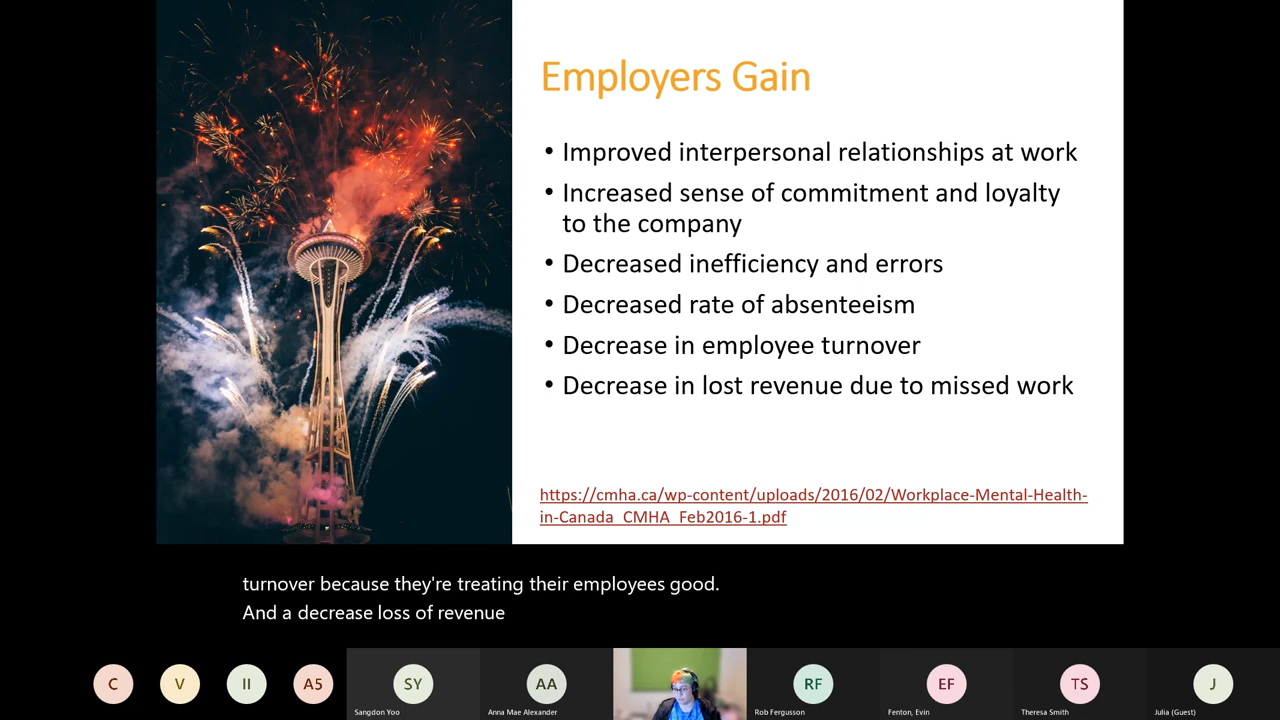 Employers Gain
• Improved interpersonal relationships at work
• Increased sense of commitment and loyalty
to the company
• Decreased inefficiency and errors
• Decreased rate of absenteeism
• Decrease in employee turnover
• Decrease in lost revenue due to missed work
https://cmha.ca/wp-content/uploads/2016/02/Workplace-Mental-Health-
in-Canada_CMHA_Feb2016-1.pdf
turnover because they're treating their employees good.
And a decrease loss of revenue
C V II A5 SY AA RF EF TS J
Sangdon Yoo Anna Mae Alexander Rob Fergusson Fenton, Evin Theresa Smith Julia (Guest)